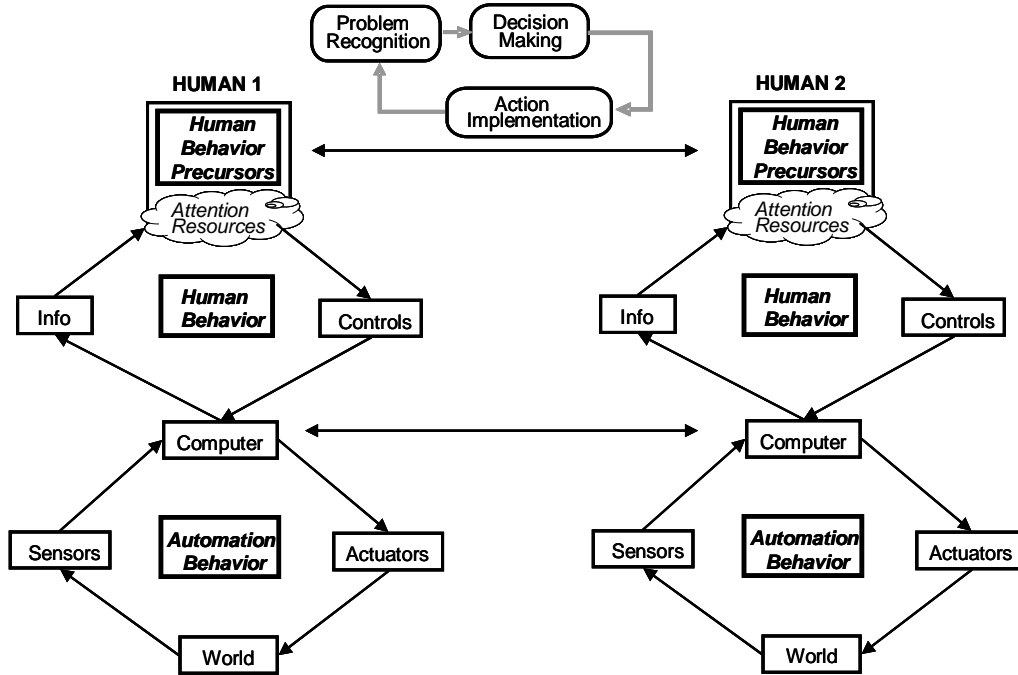 Problem
Recognition
Decision
Making
Action
Implementation
HUMAN 1
Human
Behavior
Precursors
Attention
Resources
Info
Human
Behavior
Controls
Computer
Sensors
Automation
Behavior
Actuators
World
HUMAN 2
Human
Behavior
Precursors
Attention
Resources
Info
Human
Behavior
Controls
Computer
Sensors
Automation
Behavior
Actuators
World